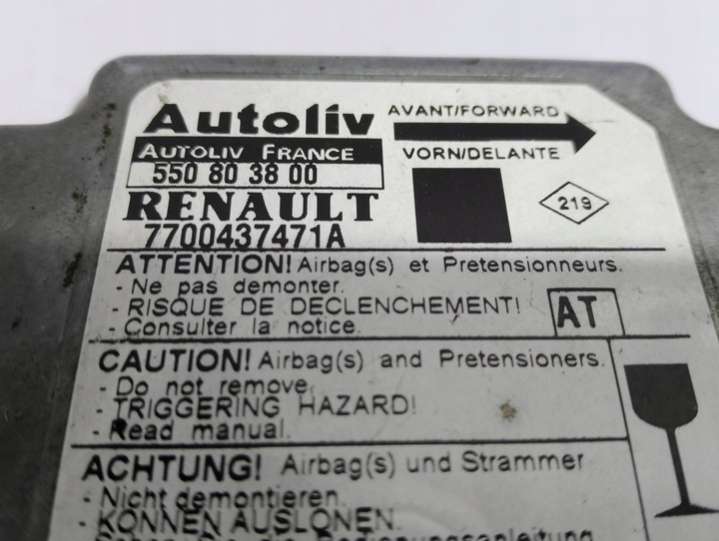 Autoliv
AVANT/FORWARD
AUTOLIV FRANCE
VORN/DELANTE
550 80 38 00
RENAULT
219
7700437471A
ATTENTION! Airbag(s) et Pretensionneurs.
- Ne pas demonter.
- RISQUE DE DECLENCHEMENT!
- Consulter la notice.
AT
CAUTION! Airbag(s) and Pretensioners.
- Do not remove.
- TRIGGERING HAZARD!
- Read manual.
ACHTUNG! Airbag(s) und Strammer
- Nicht demontieren.
- KONNEN AUSLONEN.